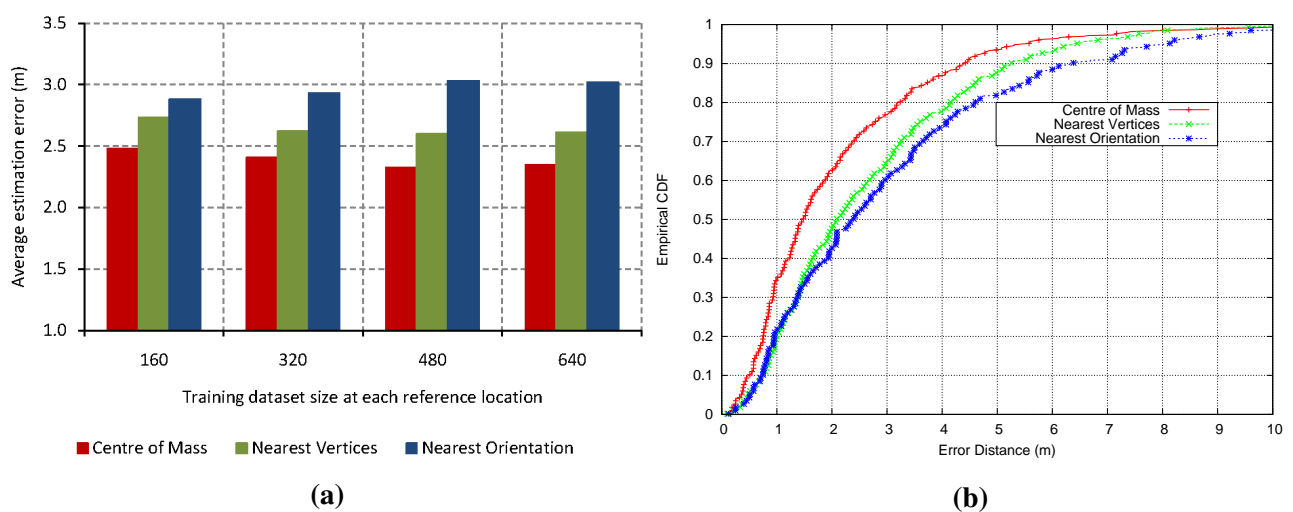 3.5
3.0
2.5
2.0
1.5
1.0
Average estimation error (m)
160 320 480 640
Training dataset size at each reference location
Centre of Mass Nearest Vertices Nearest Orientation
(a)
1
0.9
0.8
0.7
0.6
0.5
0.4
0.3
0.2
0.1
0
Empirical CDF
Centre of Mass
Nearest Vertices
Nearest Orientation
0 1 2 3 4 5 6 7 8 9 10
Error Distance (m)
(b)